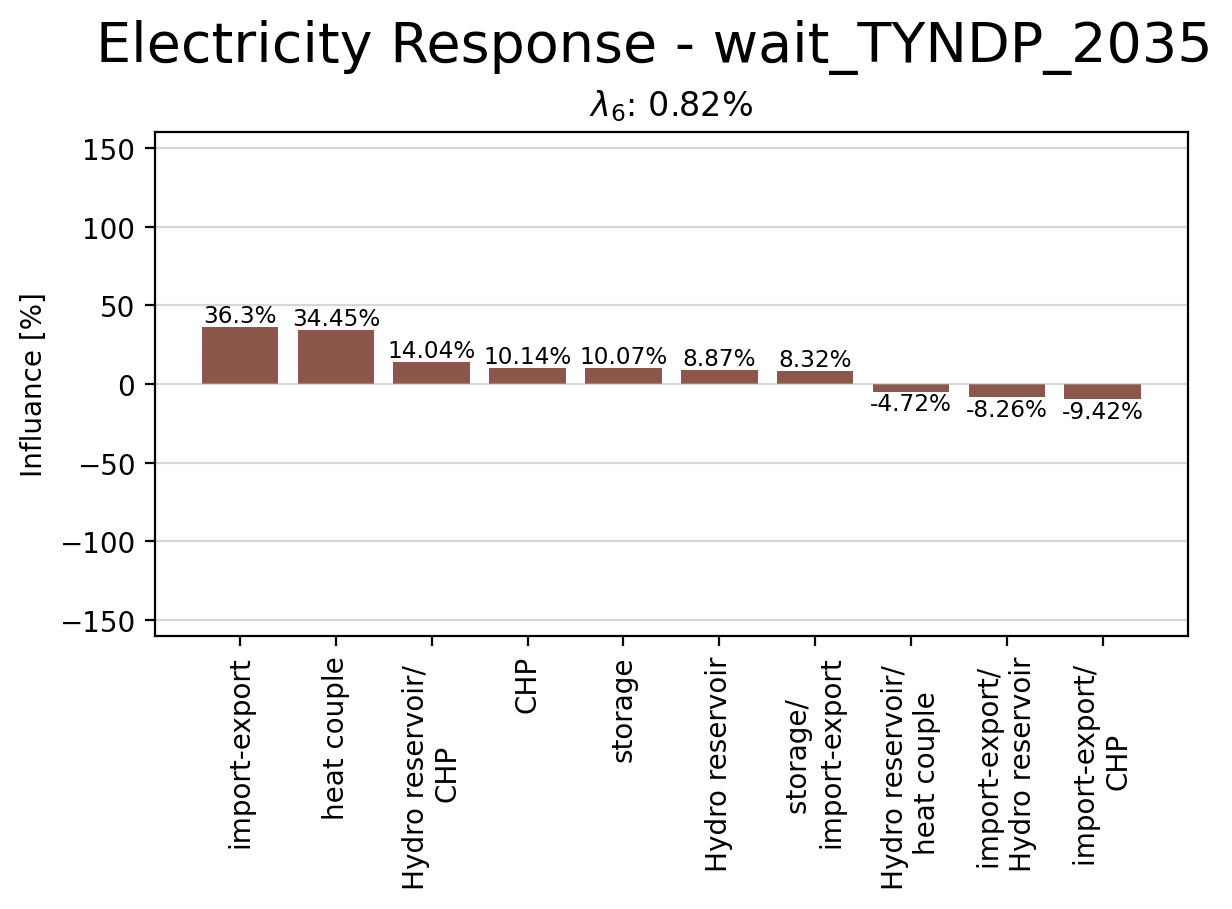 Electricity Response - wait_TYNDP_2035
λ6: 0.82%
Influance [%]
150
100
50
0
−50
−100
−150
36.3%
34.45%
14.04%
10.14%
10.07%
8.87%
8.32%
-4.72%
-8.26%
-9.42%
import-export
heat couple
Hydro reservoir/
CHP
CHP
storage
Hydro reservoir
storage/
import-export
Hydro reservoir/
heat couple
import-export/
Hydro reservoir
import-export/
CHP